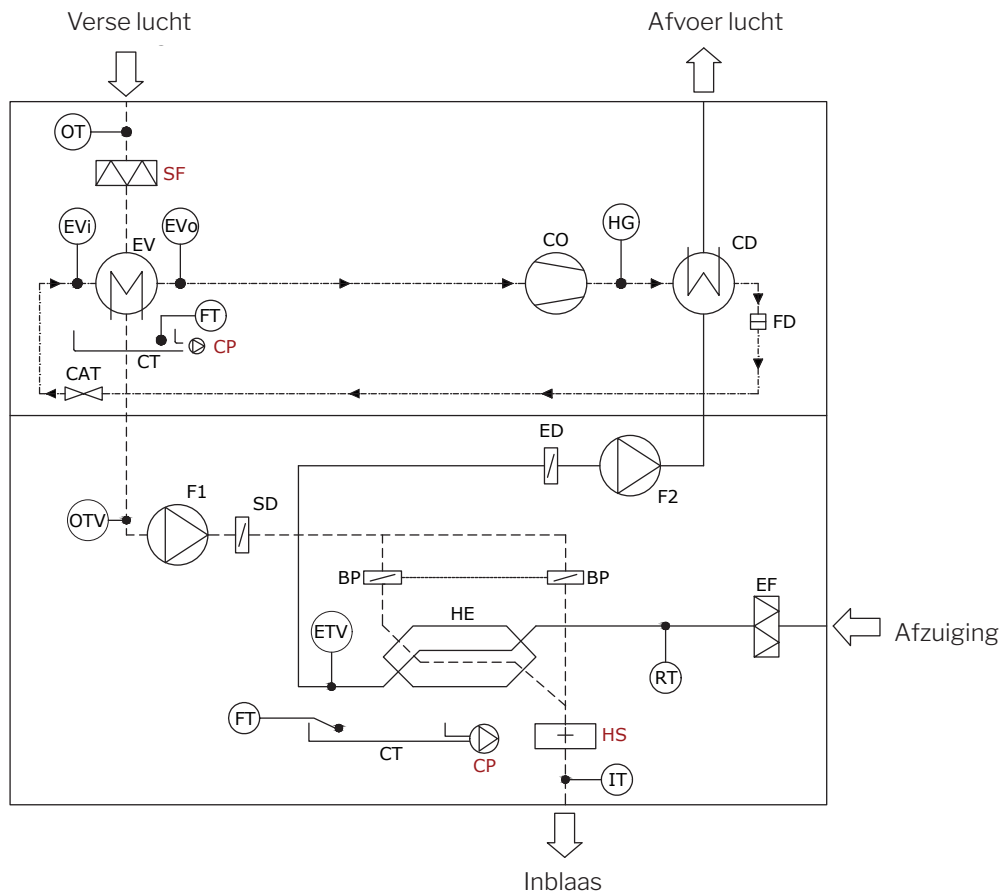 Verse lucht
Afvoer lucht
OT
SF
EVi
EV
EVo
CO
HG
CD
FT
CT
CP
FD
CAT
ED
F2
F1
SD
OTV
BP
BP
EF
HE
ETV
Afzuiging
RT
FT
CT
CP
HS
IT
Inblaas